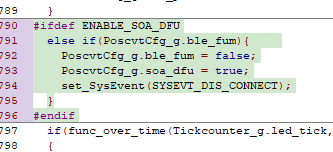 789 }
790 #ifdef ENABLE_SOA_DFU
791 else if(PoscvtCfg_g.ble_fum){
792 PoscvtCfg_g.ble_fum = false;
793 PoscvtCfg_g.soa_dfu = true;
794 set_SysEvent(SYSEVT_DIS_CONNECT);
795 }
796 #endif
797 if(func_over_time(Tickcounter_g.led_tick,
798 {